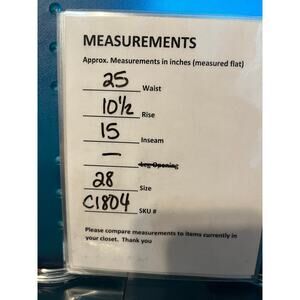 MEASUREMENTS
Approx. Measurements in inches (measured flat)
25 Waist
10½ Rise
15 Inseam
— Leg Opening
28 Size
C1804 SKU #
Please compare measurements to items currently in
your closet. Thank you